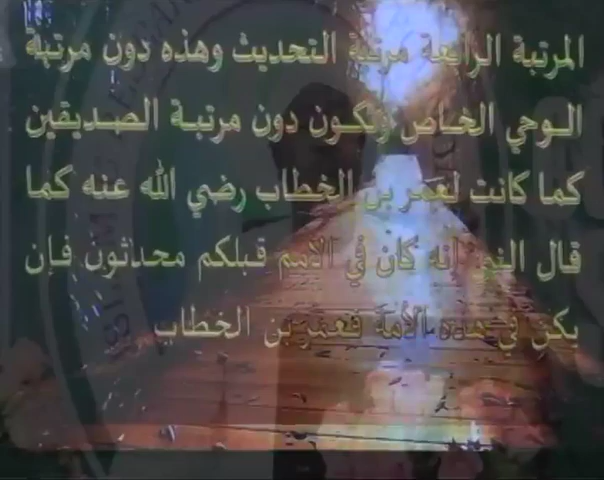 المرتبة الرابعة مرتبة التحديث وهذه دون مرتبة
الوحي الخاص وتكون دون مرتبة الصديقين
كما كانت لعمر بن الخطاب رضي الله عنه كما
قال النبي إنه كان في الأمم قبلكم محدثون فإن
يكن في هذه الأمة فعمر بن الخطاب